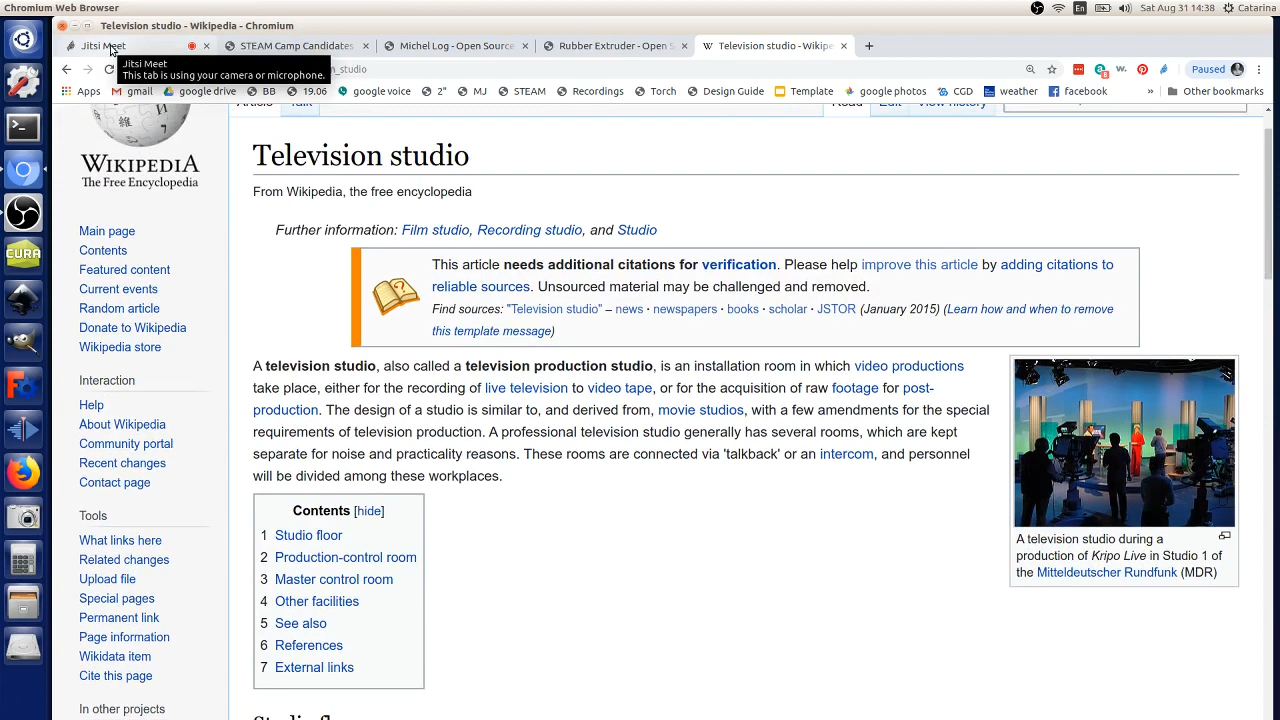 Chromium Web Browser
En
Sat Aug 31 14:38
Catarina
Television studio - Wikipedia - Chromium
Jitsi Meet
STEAM Camp Candidates
Michel Log - Open Source
Rubber Extruder - Open S
Television studio - Wikipe
Jitsi Meet
This tab is using your camera or microphone.
_studio
Paused
Apps
gmail
google drive
BB
19.06
google voice
2"
MJ
STEAM
Recordings
Torch
Design Guide
Template
google photos
CGD
weather
facebook
»
Other bookmarks
Article
Talk
Read
Edit
View history
WIKIPEDIA
The Free Encyclopedia
Main page
Contents
Featured content
Current events
Random article
Donate to Wikipedia
Wikipedia store
Interaction
Help
About Wikipedia
Community portal
Recent changes
Contact page
Tools
What links here
Related changes
Upload file
Special pages
Permanent link
Page information
Wikidata item
Cite this page
In other projects
Television studio
From Wikipedia, the free encyclopedia
Further information: Film studio, Recording studio, and Studio
This article needs additional citations for verification. Please help improve this article by adding citations to
reliable sources. Unsourced material may be challenged and removed.
Find sources: "Television studio" – news · newspapers · books · scholar · JSTOR (January 2015) (Learn how and when to remove
this template message)
A television studio, also called a television production studio, is an installation room in which video productions
take place, either for the recording of live television to video tape, or for the acquisition of raw footage for post-
production. The design of a studio is similar to, and derived from, movie studios, with a few amendments for the special
requirements of television production. A professional television studio generally has several rooms, which are kept
separate for noise and practicality reasons. These rooms are connected via 'talkback' or an intercom, and personnel
will be divided among these workplaces.
A television studio during a
production of Kripo Live in Studio 1 of
the Mitteldeutscher Rundfunk (MDR)
Contents [hide]
1 Studio floor
2 Production-control room
3 Master control room
4 Other facilities
5 See also
6 References
7 External links
CURA